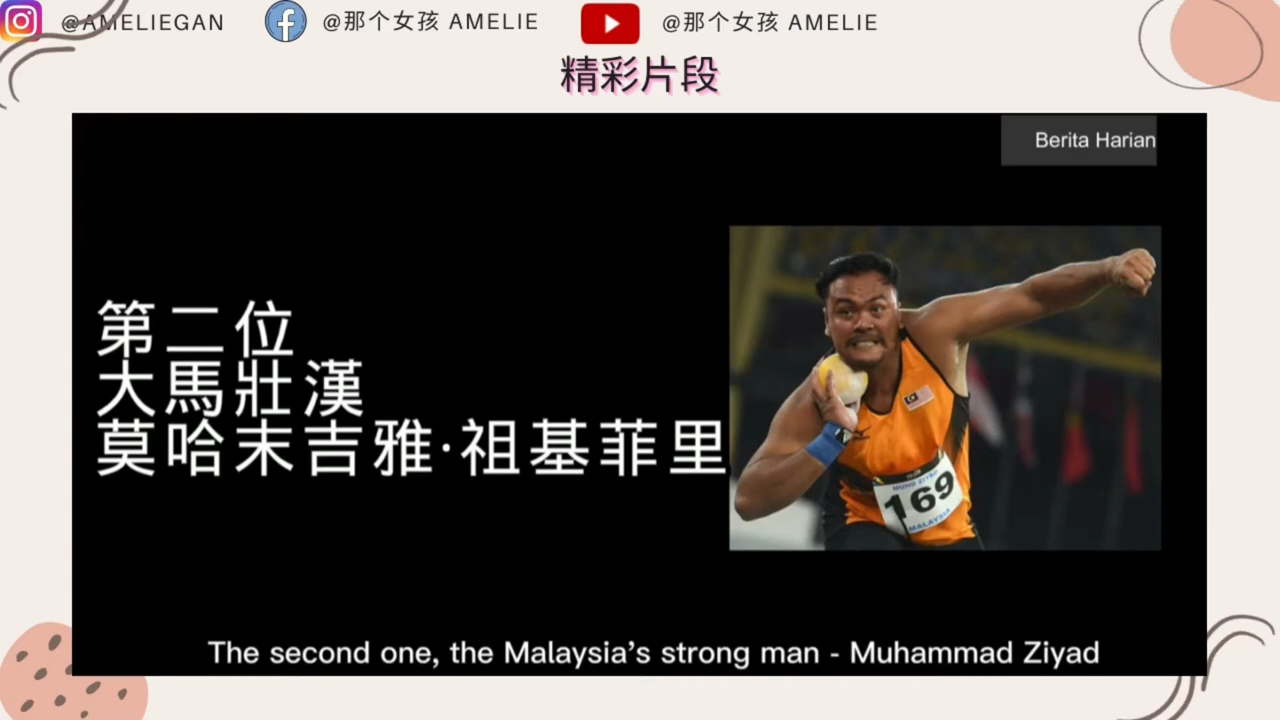 @AMELIEGAN
@那个女孩 AMELIE
@那个女孩 AMELIE
精彩片段
Berita Harian
第二位
大馬壯漢
莫哈末吉雅·祖基菲里
MUHD ZIYAD
169
MALAYSIA
The second one, the Malaysia's strong man - Muhammad Ziyad